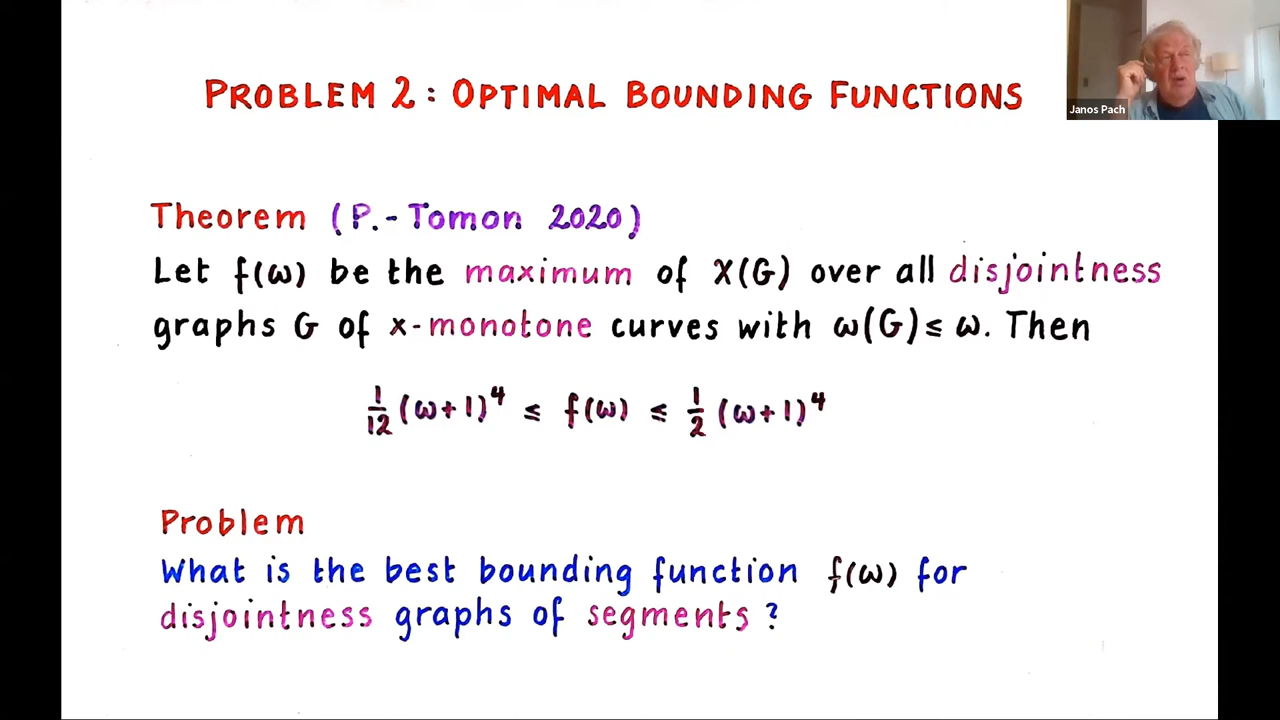 PROBLEM 2: OPTIMAL BOUNDING FUNCTIONS
Janos Pach
Theorem (P.-Tomon 2020)
Let f(ω) be the maximum of χ(G) over all disjointness
graphs G of x-monotone curves with ω(G) ≤ ω. Then
1/12 (ω+1)⁴ ≤ f(ω) ≤ 1/2 (ω+1)⁴
Problem
What is the best bounding function f(ω) for
disjointness graphs of segments?